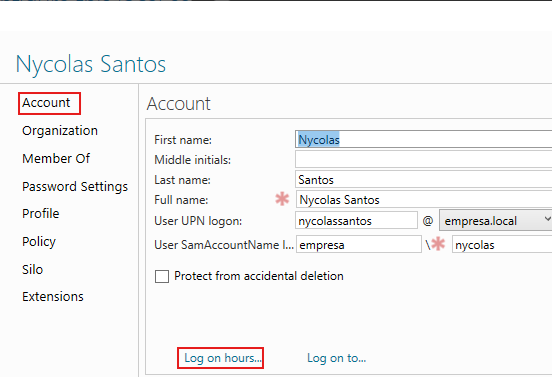 Nycolas Santos
Account
Organization
Member Of
Password Settings
Profile
Policy
Silo
Extensions
Account
First name: Nycolas
Middle initials:
Last name: Santos
Full name: * Nycolas Santos
User UPN logon: nycolassantos @ empresa.local
User SamAccountName l... empresa \* nycolas
Protect from accidental deletion
Log on hours... Log on to...